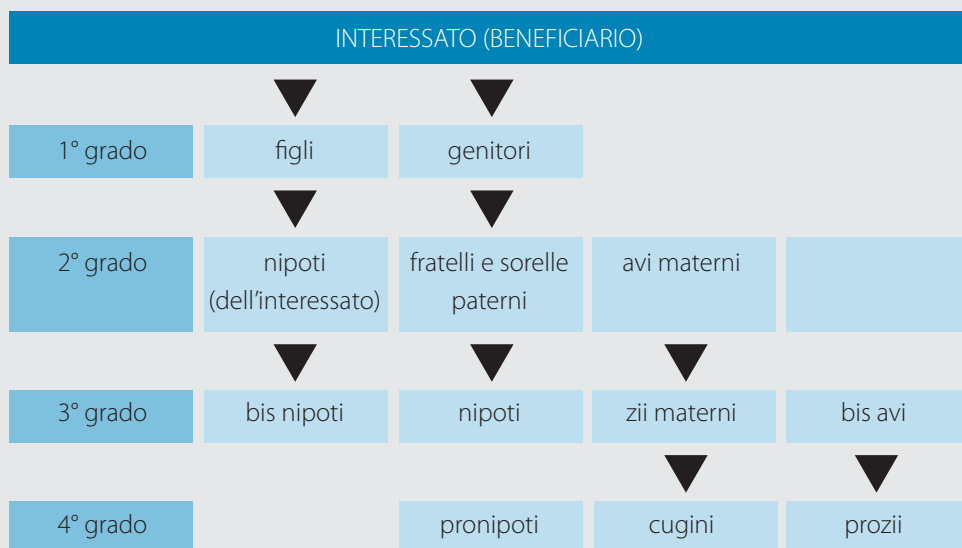 INTERESSATO (BENEFICIARIO)
1° grado
figli
genitori
2° grado
nipoti
(dell’interessato)
fratelli e sorelle
paterni
avi materni
3° grado
bis nipoti
nipoti
zii materni
bis avi
4° grado
pronipoti
cugini
prozii